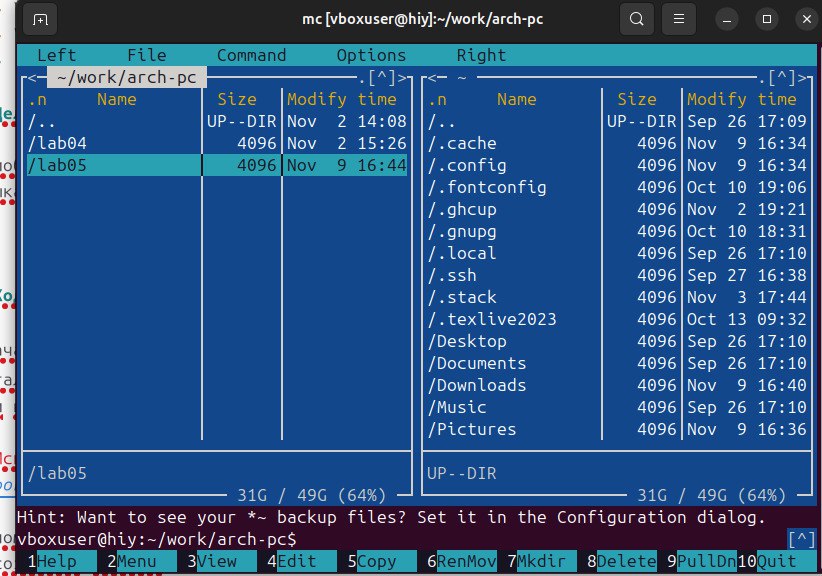 mc [vboxuser@hiy]:~/work/arch-pc
Left File Command Options Right
<- ~/work/arch-pc .[^]>
.n Name Size Modify time
/.. UP--DIR Nov 2 14:08
/lab04 4096 Nov 2 15:26
/lab05 4096 Nov 9 16:44
/lab05
31G / 49G (64%)
<- ~ .[^]>
.n Name Size Modify time
/.. UP--DIR Sep 26 17:09
/.cache 4096 Nov 9 16:34
/.config 4096 Nov 9 16:34
/.fontconfig 4096 Oct 10 19:06
/.ghcup 4096 Nov 2 19:21
/.gnupg 4096 Oct 10 18:31
/.local 4096 Sep 26 17:10
/.ssh 4096 Sep 27 16:38
/.stack 4096 Nov 3 17:44
/.texlive2023 4096 Oct 13 09:32
/Desktop 4096 Sep 26 17:10
/Documents 4096 Sep 26 17:10
/Downloads 4096 Nov 9 16:40
/Music 4096 Sep 26 17:10
/Pictures 4096 Nov 9 16:36
UP--DIR
31G / 49G (64%)
Hint: Want to see your *~ backup files? Set it in the Configuration dialog.
vboxuser@hiy:~/work/arch-pc$ [^]
1Help 2Menu 3View 4Edit 5Copy 6RenMov 7Mkdir 8Delete 9PullDn 10Quit